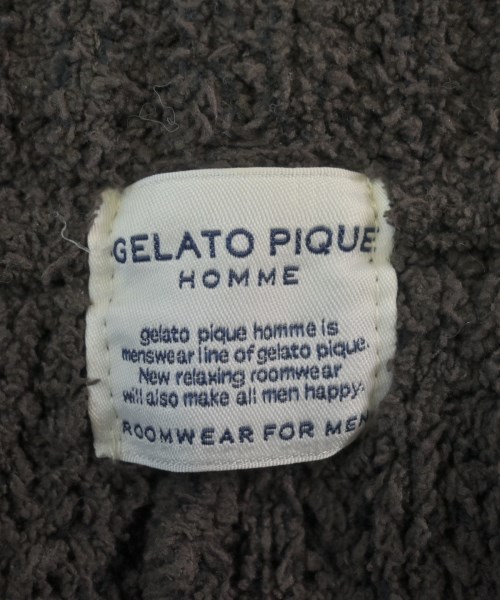 GELATO PIQUE
HOMME
gelato pique homme is
menswear line of gelato pique.
New relaxing roomwear
will also make all men happy.
ROOMWEAR FOR MEN